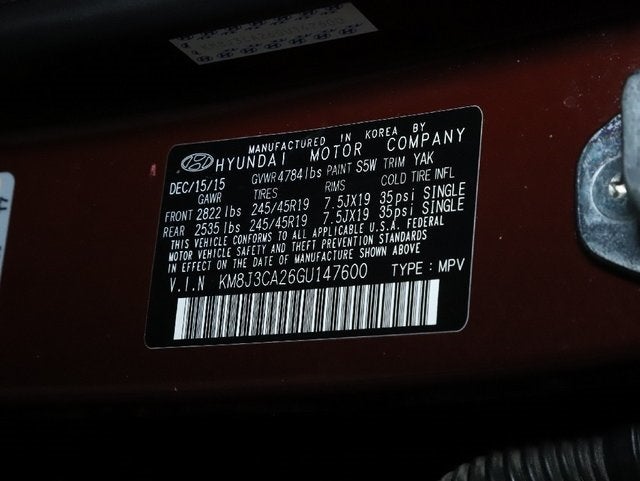 MANUFACTURED IN KOREA BY
HYUNDAI MOTOR COMPANY
DEC/15/15 GVWR 4784 lbs PAINT S5W TRIM YAK
GAWR TIRES RIMS COLD TIRE INFL
FRONT 2822 lbs 245/45R19 7.5JX19 35psi SINGLE
REAR 2535 lbs 245/45R19 7.5JX19 35psi SINGLE
THIS VEHICLE CONFORMS TO ALL APPLICABLE U.S.A. FEDERAL
MOTOR VEHICLE SAFETY AND THEFT PREVENTION STANDARDS
IN EFFECT ON THE DATE OF MANUFACTURE SHOWN ABOVE.
V.I.N KM8J3CA26GU147600 TYPE : MPV